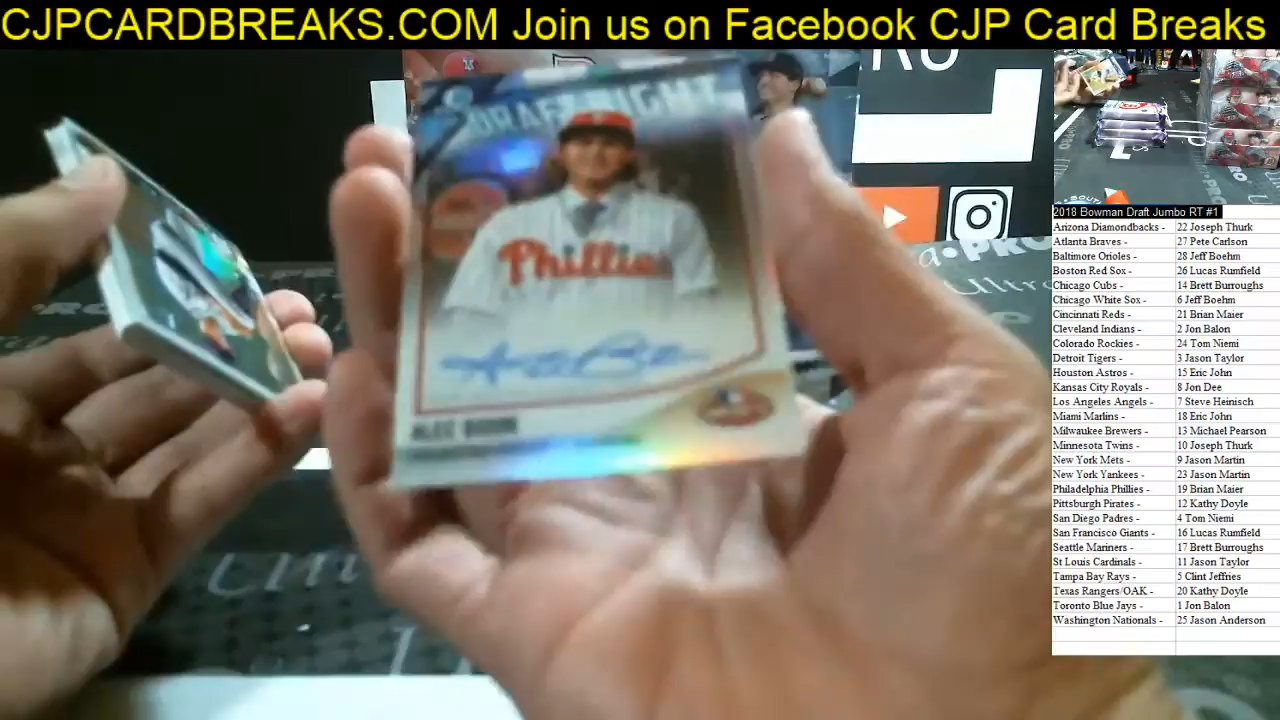 CJPCARDBREAKS.COM Join us on Facebook CJP Card Breaks
DRAFT NIGHT
Phillies
ALEC BOHM
2018 Bowman Draft Jumbo RT #1
Arizona Diamondbacks - 22 Joseph Thurk
Atlanta Braves - 27 Pete Carlson
Baltimore Orioles - 28 Jeff Boehm
Boston Red Sox - 26 Lucas Rumfield
Chicago Cubs - 14 Brett Burroughs
Chicago White Sox - 6 Jeff Boehm
Cincinnati Reds - 21 Brian Maier
Cleveland Indians - 2 Jon Balon
Colorado Rockies - 24 Tom Niemi
Detroit Tigers - 3 Jason Taylor
Houston Astros - 15 Eric John
Kansas City Royals - 8 Jon Dee
Los Angeles Angels - 7 Steve Heinisch
Miami Marlins - 18 Eric John
Milwaukee Brewers - 13 Michael Pearson
Minnesota Twins - 10 Joseph Thurk
New York Mets - 9 Jason Martin
New York Yankees - 23 Jason Martin
Philadelphia Phillies - 19 Brian Maier
Pittsburgh Pirates - 12 Kathy Doyle
San Diego Padres - 4 Tom Niemi
San Francisco Giants - 16 Lucas Rumfield
Seattle Mariners - 17 Brett Burroughs
St Louis Cardinals - 11 Jason Taylor
Tampa Bay Rays - 5 Clint Jeffries
Texas Rangers/OAK - 20 Kathy Doyle
Toronto Blue Jays - 1 Jon Balon
Washington Nationals - 25 Jason Anderson